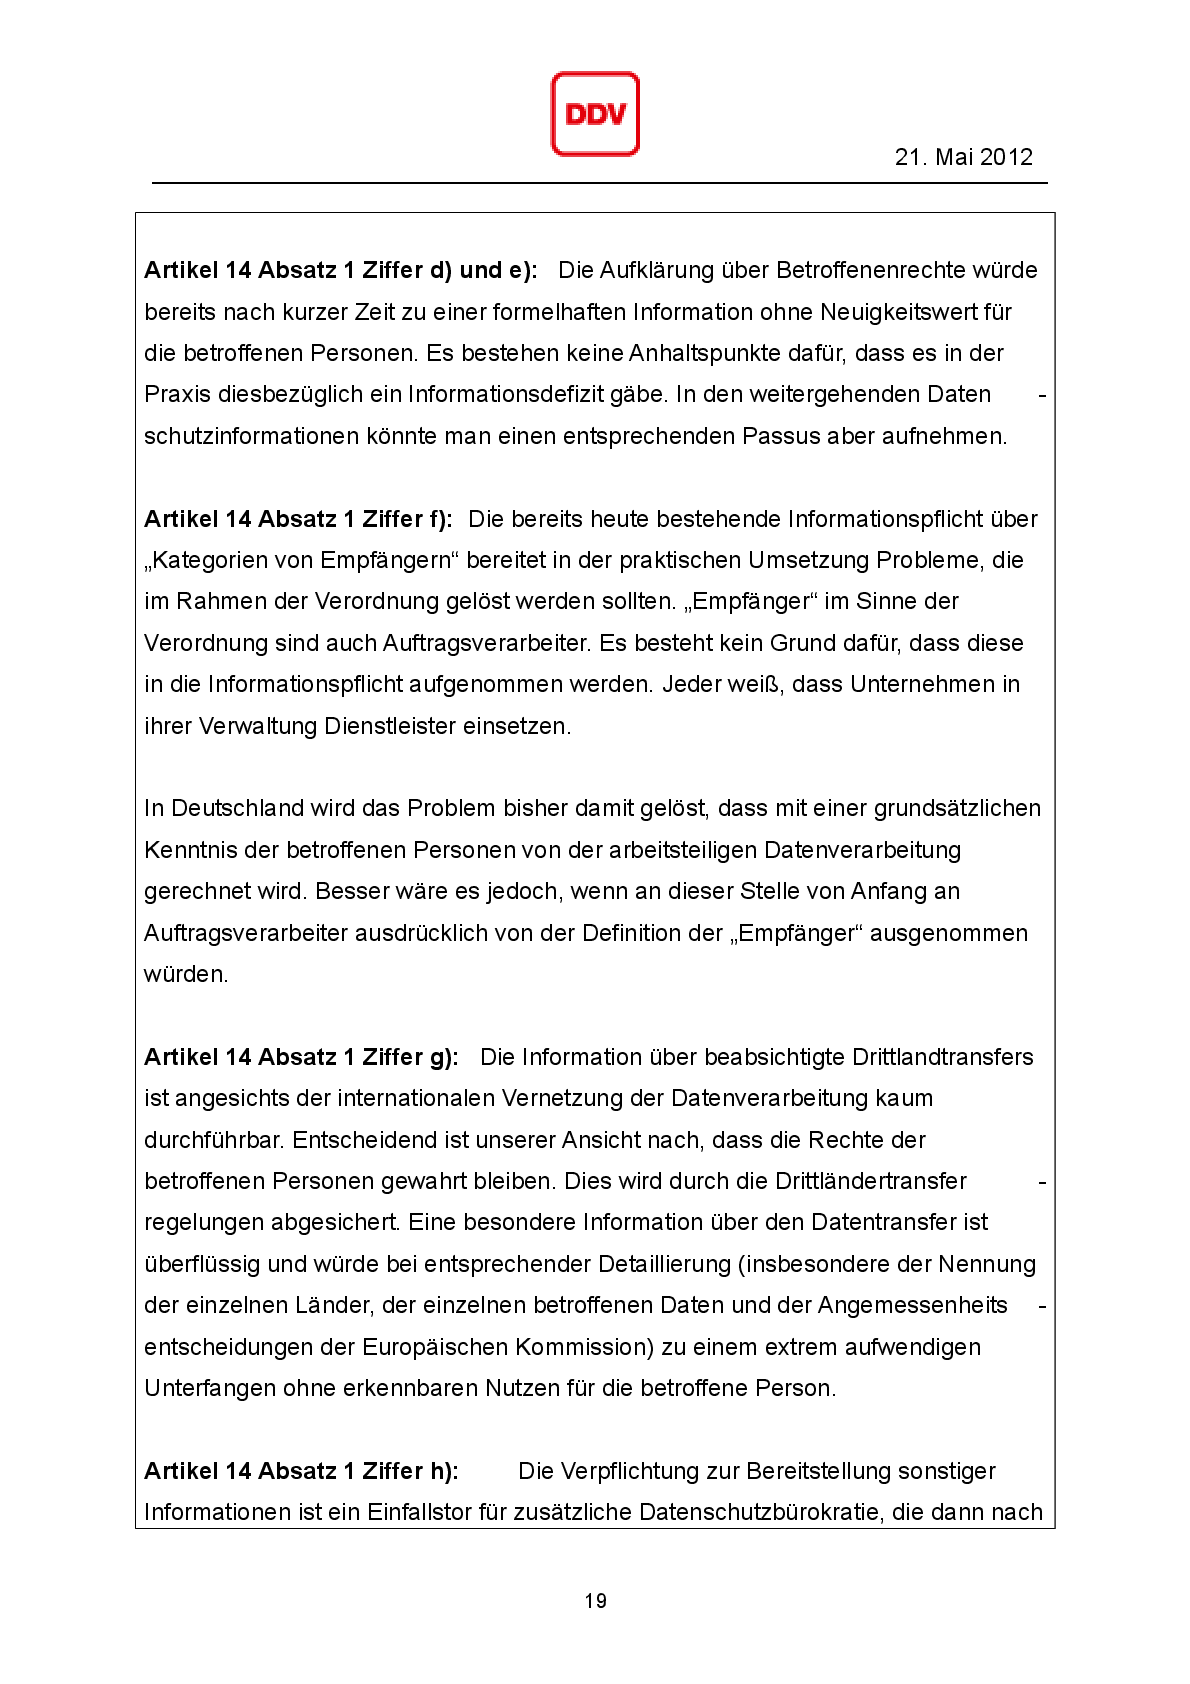 DDV
21. Mai 2012
Artikel 14 Absatz 1 Ziffer d) und e): Die Aufklärung über Betroffenenrechte würde
bereits nach kurzer Zeit zu einer formelhaften Information ohne Neuigkeitswert für
die betroffenen Personen. Es bestehen keine Anhaltspunkte dafür, dass es in der
Praxis diesbezüglich ein Informationsdefizit gäbe. In den weitergehenden Daten -
schutzinformationen könnte man einen entsprechenden Passus aber aufnehmen.
Artikel 14 Absatz 1 Ziffer f): Die bereits heute bestehende Informationspflicht über
„Kategorien von Empfängern“ bereitet in der praktischen Umsetzung Probleme, die
im Rahmen der Verordnung gelöst werden sollten. „Empfänger“ im Sinne der
Verordnung sind auch Auftragsverarbeiter. Es besteht kein Grund dafür, dass diese
in die Informationspflicht aufgenommen werden. Jeder weiß, dass Unternehmen in
ihrer Verwaltung Dienstleister einsetzen.
In Deutschland wird das Problem bisher damit gelöst, dass mit einer grundsätzlichen
Kenntnis der betroffenen Personen von der arbeitsteiligen Datenverarbeitung
gerechnet wird. Besser wäre es jedoch, wenn an dieser Stelle von Anfang an
Auftragsverarbeiter ausdrücklich von der Definition der „Empfänger“ ausgenommen
würden.
Artikel 14 Absatz 1 Ziffer g): Die Information über beabsichtigte Drittlandtransfers
ist angesichts der internationalen Vernetzung der Datenverarbeitung kaum
durchführbar. Entscheidend ist unserer Ansicht nach, dass die Rechte der
betroffenen Personen gewahrt bleiben. Dies wird durch die Drittländertransfer -
regelungen abgesichert. Eine besondere Information über den Datentransfer ist
überflüssig und würde bei entsprechender Detaillierung (insbesondere der Nennung
der einzelnen Länder, der einzelnen betroffenen Daten und der Angemessenheits -
entscheidungen der Europäischen Kommission) zu einem extrem aufwendigen
Unterfangen ohne erkennbaren Nutzen für die betroffene Person.
Artikel 14 Absatz 1 Ziffer h): Die Verpflichtung zur Bereitstellung sonstiger
Informationen ist ein Einfallstor für zusätzliche Datenschutzbürokratie, die dann nach
19